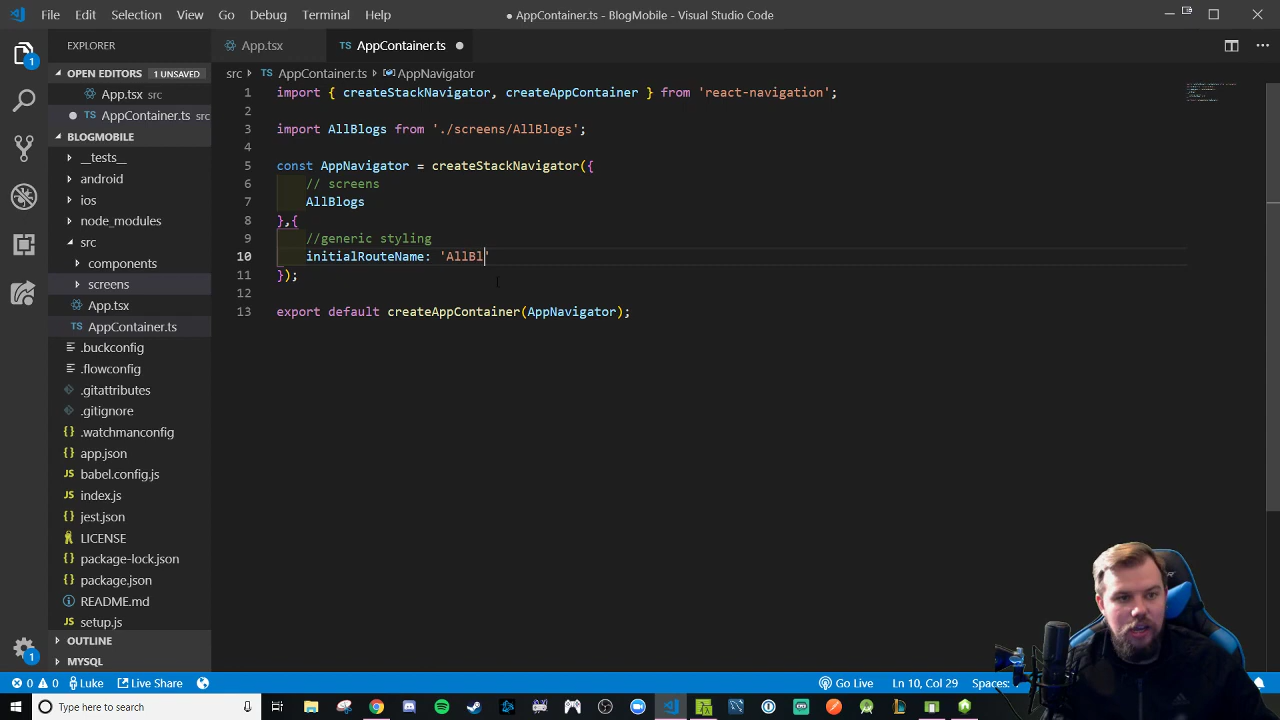 File Edit Selection View Go Debug Terminal Help
● AppContainer.ts - BlogMobile - Visual Studio Code
EXPLORER
App.tsx
TS AppContainer.ts ●
OPEN EDITORS 1 UNSAVED
App.tsx src
● AppContainer.ts src
BLOGMOBILE
__tests__
android
ios
node_modules
src
components
screens
App.tsx
TS AppContainer.ts
.buckconfig
.flowconfig
.gitattributes
.gitignore
{} .watchmanconfig
{} app.json
JS babel.config.js
JS index.js
JS jest.json
LICENSE
{} package-lock.json
{} package.json
README.md
JS setup.js
OUTLINE
MYSQL
src > TS AppContainer.ts > AppNavigator
1 import { createStackNavigator, createAppContainer } from 'react-navigation';
2
3 import AllBlogs from './screens/AllBlogs';
4
5 const AppNavigator = createStackNavigator({
6 // screens
7 AllBlogs
8 },{
9 //generic styling
10 initialRouteName: 'AllBl'
11 });
12
13 export default createAppContainer(AppNavigator);
1
1
0 0 Luke Live Share
Go Live Ln 10, Col 29 Spaces:
Type here to search